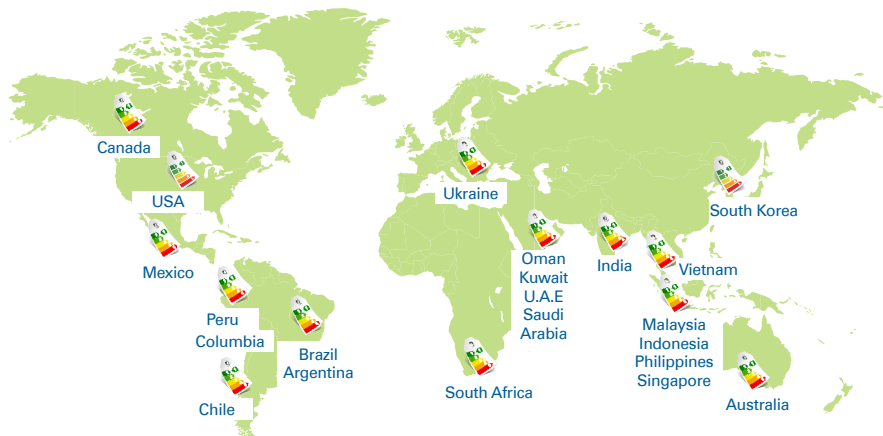 Canada
USA
Mexico
Peru
Columbia
Brazil
Argentina
Chile
Ukraine
South Africa
Oman
Kuwait
U.A.E
Saudi
Arabia
India
Vietnam
South Korea
Malaysia
Indonesia
Philippines
Singapore
Australia